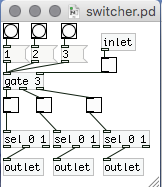 switcher.pd
inlet
1 2 3
gate 3
sel 0 1 sel 0 1 sel 0 1
outlet outlet outlet